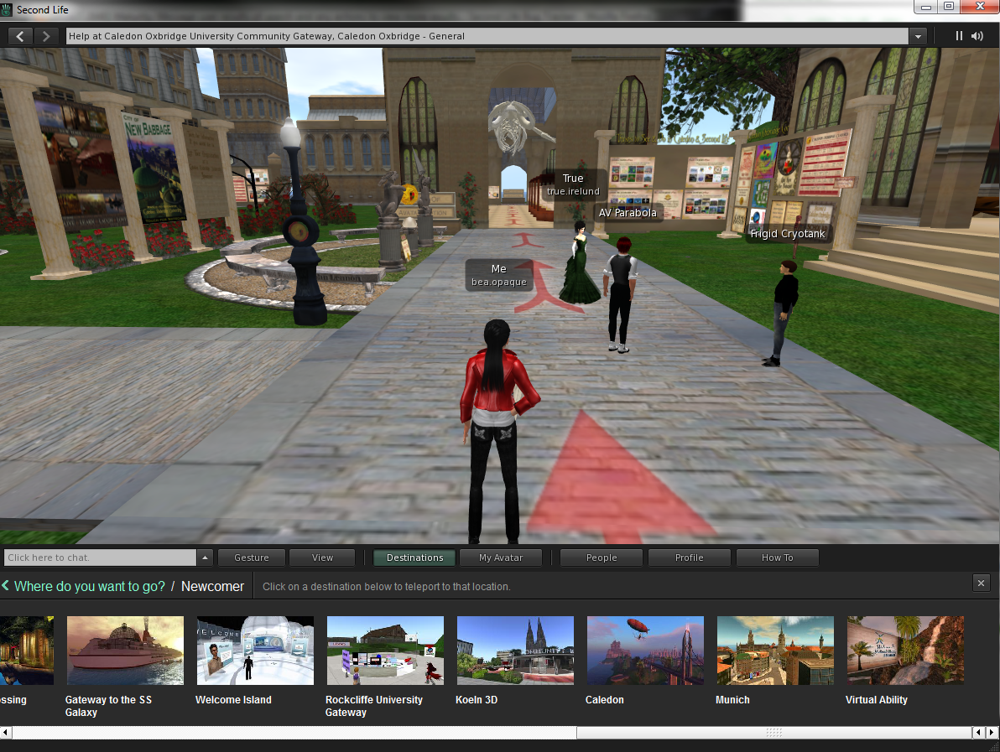 Second Life
Help at Caledon Oxbridge University Community Gateway, Caledon Oxbridge - General
CITY OF
NEW BABBAGE
True
true.irelund
AV Parabola
Frigid Cryotank
Me
bea.opaque
Click here to chat.
Gesture
View
Destinations
My Avatar
People
Profile
How To
Where do you want to go? / Newcomer
Click on a destination below to teleport to that location.
WELCOME
ossing
Gateway to the SS
Galaxy
Welcome Island
Rockcliffe University
Gateway
Koeln 3D
Caledon
Munich
Virtual Ability